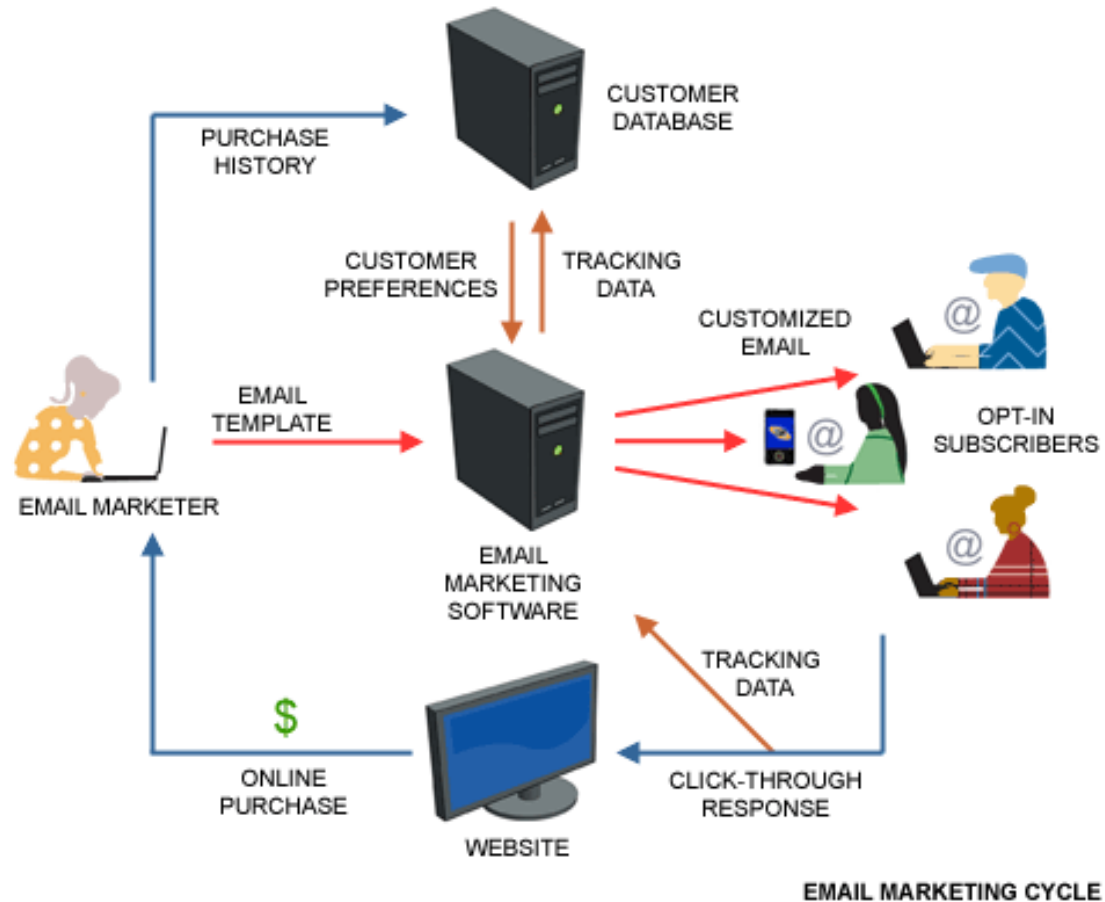 CUSTOMER
DATABASE
PURCHASE
HISTORY
CUSTOMER
PREFERENCES
TRACKING
DATA
CUSTOMIZED
EMAIL
@
EMAIL
TEMPLATE
@
OPT-IN
SUBSCRIBERS
EMAIL MARKETER
@
EMAIL
MARKETING
SOFTWARE
TRACKING
DATA
$
ONLINE
PURCHASE
CLICK-THROUGH
RESPONSE
WEBSITE
EMAIL MARKETING CYCLE